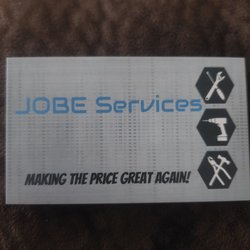 JOBE Services
MAKING THE PRICE GREAT AGAIN!